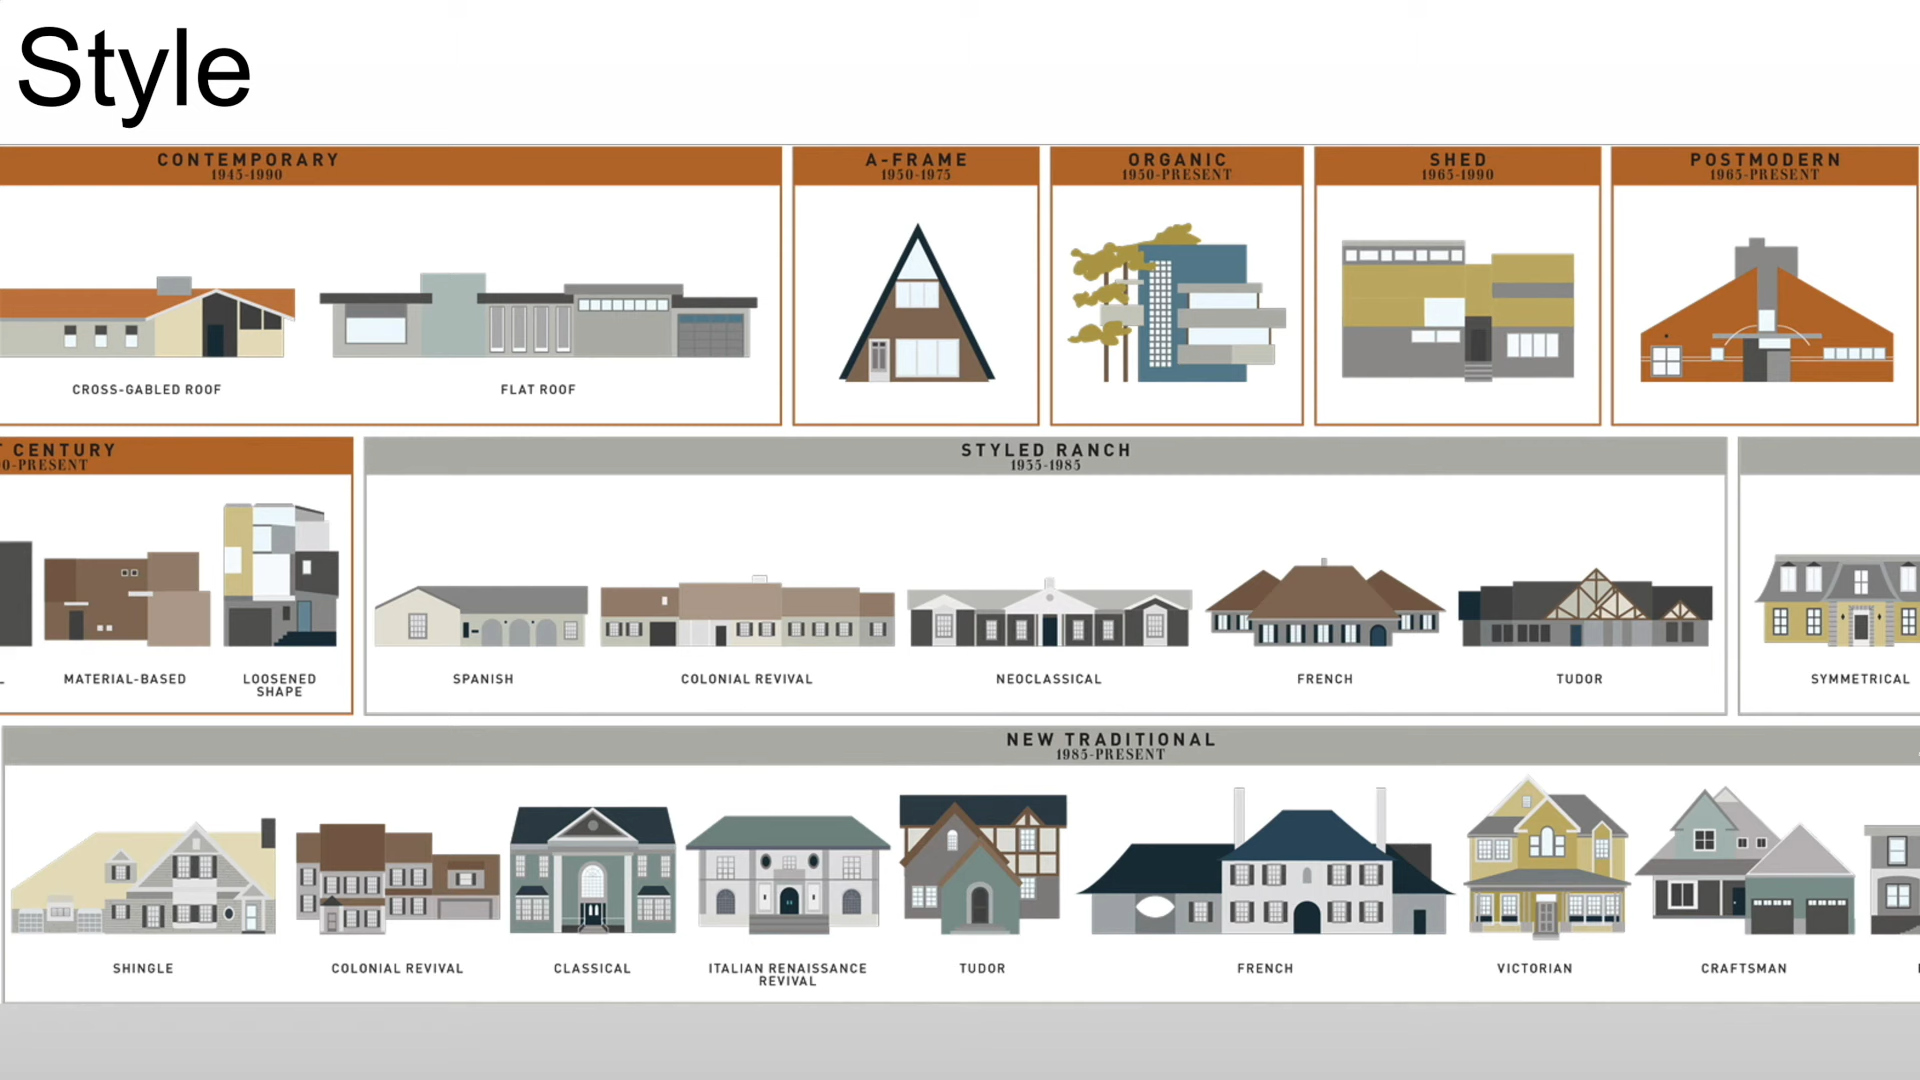 Style
CONTEMPORARY
1945-1990
CROSS-GABLED ROOF
FLAT ROOF
A-FRAME
1950-1975
ORGANIC
1950-PRESENT
SHED
1965-1990
POSTMODERN
1965-PRESENT
CENTURY
0-PRESENT
MATERIAL-BASED
LOOSENED
SHAPE
STYLED RANCH
1935-1985
SPANISH
COLONIAL REVIVAL
NEOCLASSICAL
FRENCH
TUDOR
SYMMETRICAL
NEW TRADITIONAL
1985-PRESENT
SHINGLE
COLONIAL REVIVAL
CLASSICAL
ITALIAN RENAISSANCE
REVIVAL
TUDOR
FRENCH
VICTORIAN
CRAFTSMAN